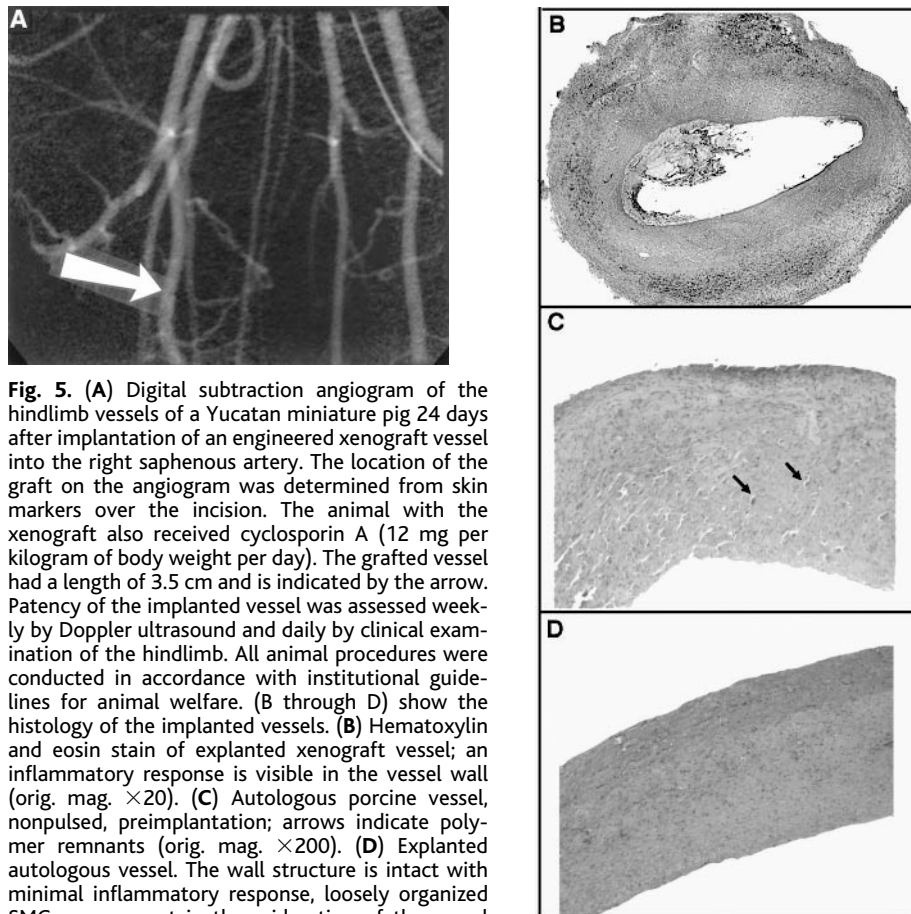 A
Fig. 5. (A) Digital subtraction angiogram of the
hindlimb vessels of a Yucatan miniature pig 24 days
after implantation of an engineered xenograft vessel
into the right saphenous artery. The location of the
graft on the angiogram was determined from skin
markers over the incision. The animal with the
xenograft also received cyclosporin A (12 mg per
kilogram of body weight per day). The grafted vessel
had a length of 3.5 cm and is indicated by the arrow.
Patency of the implanted vessel was assessed week-
ly by Doppler ultrasound and daily by clinical exam-
ination of the hindlimb. All animal procedures were
conducted in accordance with institutional guide-
lines for animal welfare. (B through D) show the
histology of the implanted vessels. (B) Hematoxylin
and eosin stain of explanted xenograft vessel; an
inflammatory response is visible in the vessel wall
(orig. mag. ×20). (C) Autologous porcine vessel,
nonpulsed, preimplantation; arrows indicate poly-
mer remnants (orig. mag. ×200). (D) Explanted
autologous vessel. The wall structure is intact with
minimal inflammatory response, loosely organized
B
C
D